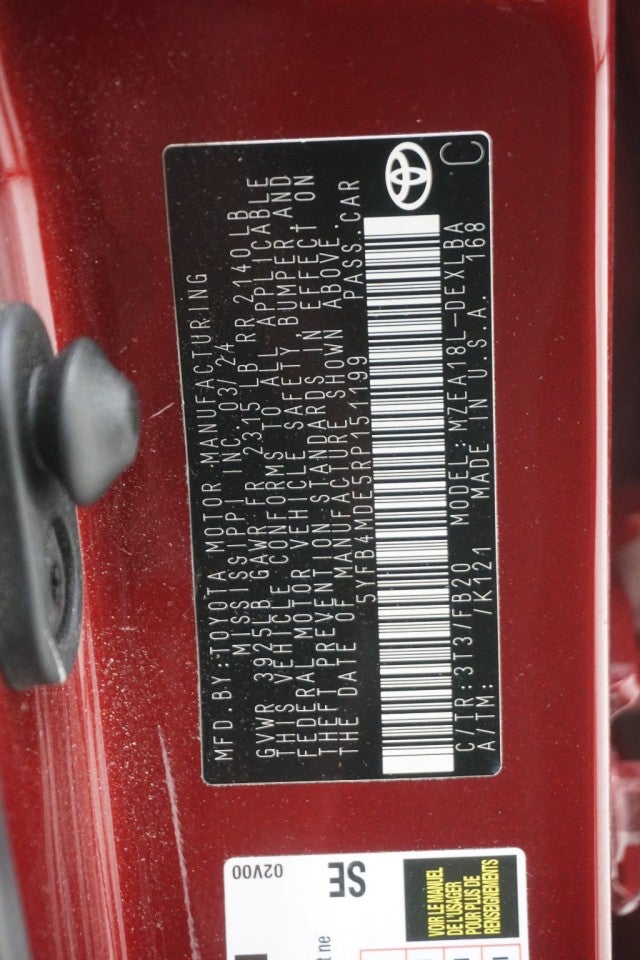 MFD. BY: TOYOTA MOTOR MANUFACTURING
MISSISSIPPI INC. 03/24
GVWR 3925LB GAWR FR 2315 LB RR 2140 LB
THIS VEHICLE CONFORMS TO ALL APPLICABLE
FEDERAL MOTOR VEHICLE SAFETY BUMPER AND
THEFT PREVENTION STANDARDS IN EFFECT ON
THE DATE OF MANUFACTURE SHOWN ABOVE.
5YFB4MDE5RP151199 PASS. CAR
C/TR: 3T3/FB20 MODEL: MZEA18L-DEXLBA
A/TM: /K121 MADE IN U.S.A. 168
C
02V00
SE
VOIR LE MANUEL
DE L'USAGER
POUR PLUS DE
RENSEIGNEMENTS